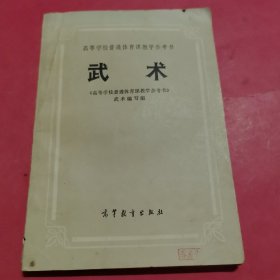 高等学校普通体育课教学参考书
武术
《高等学校普通体育课教学参考书》
武术编写组
高等教育出版社